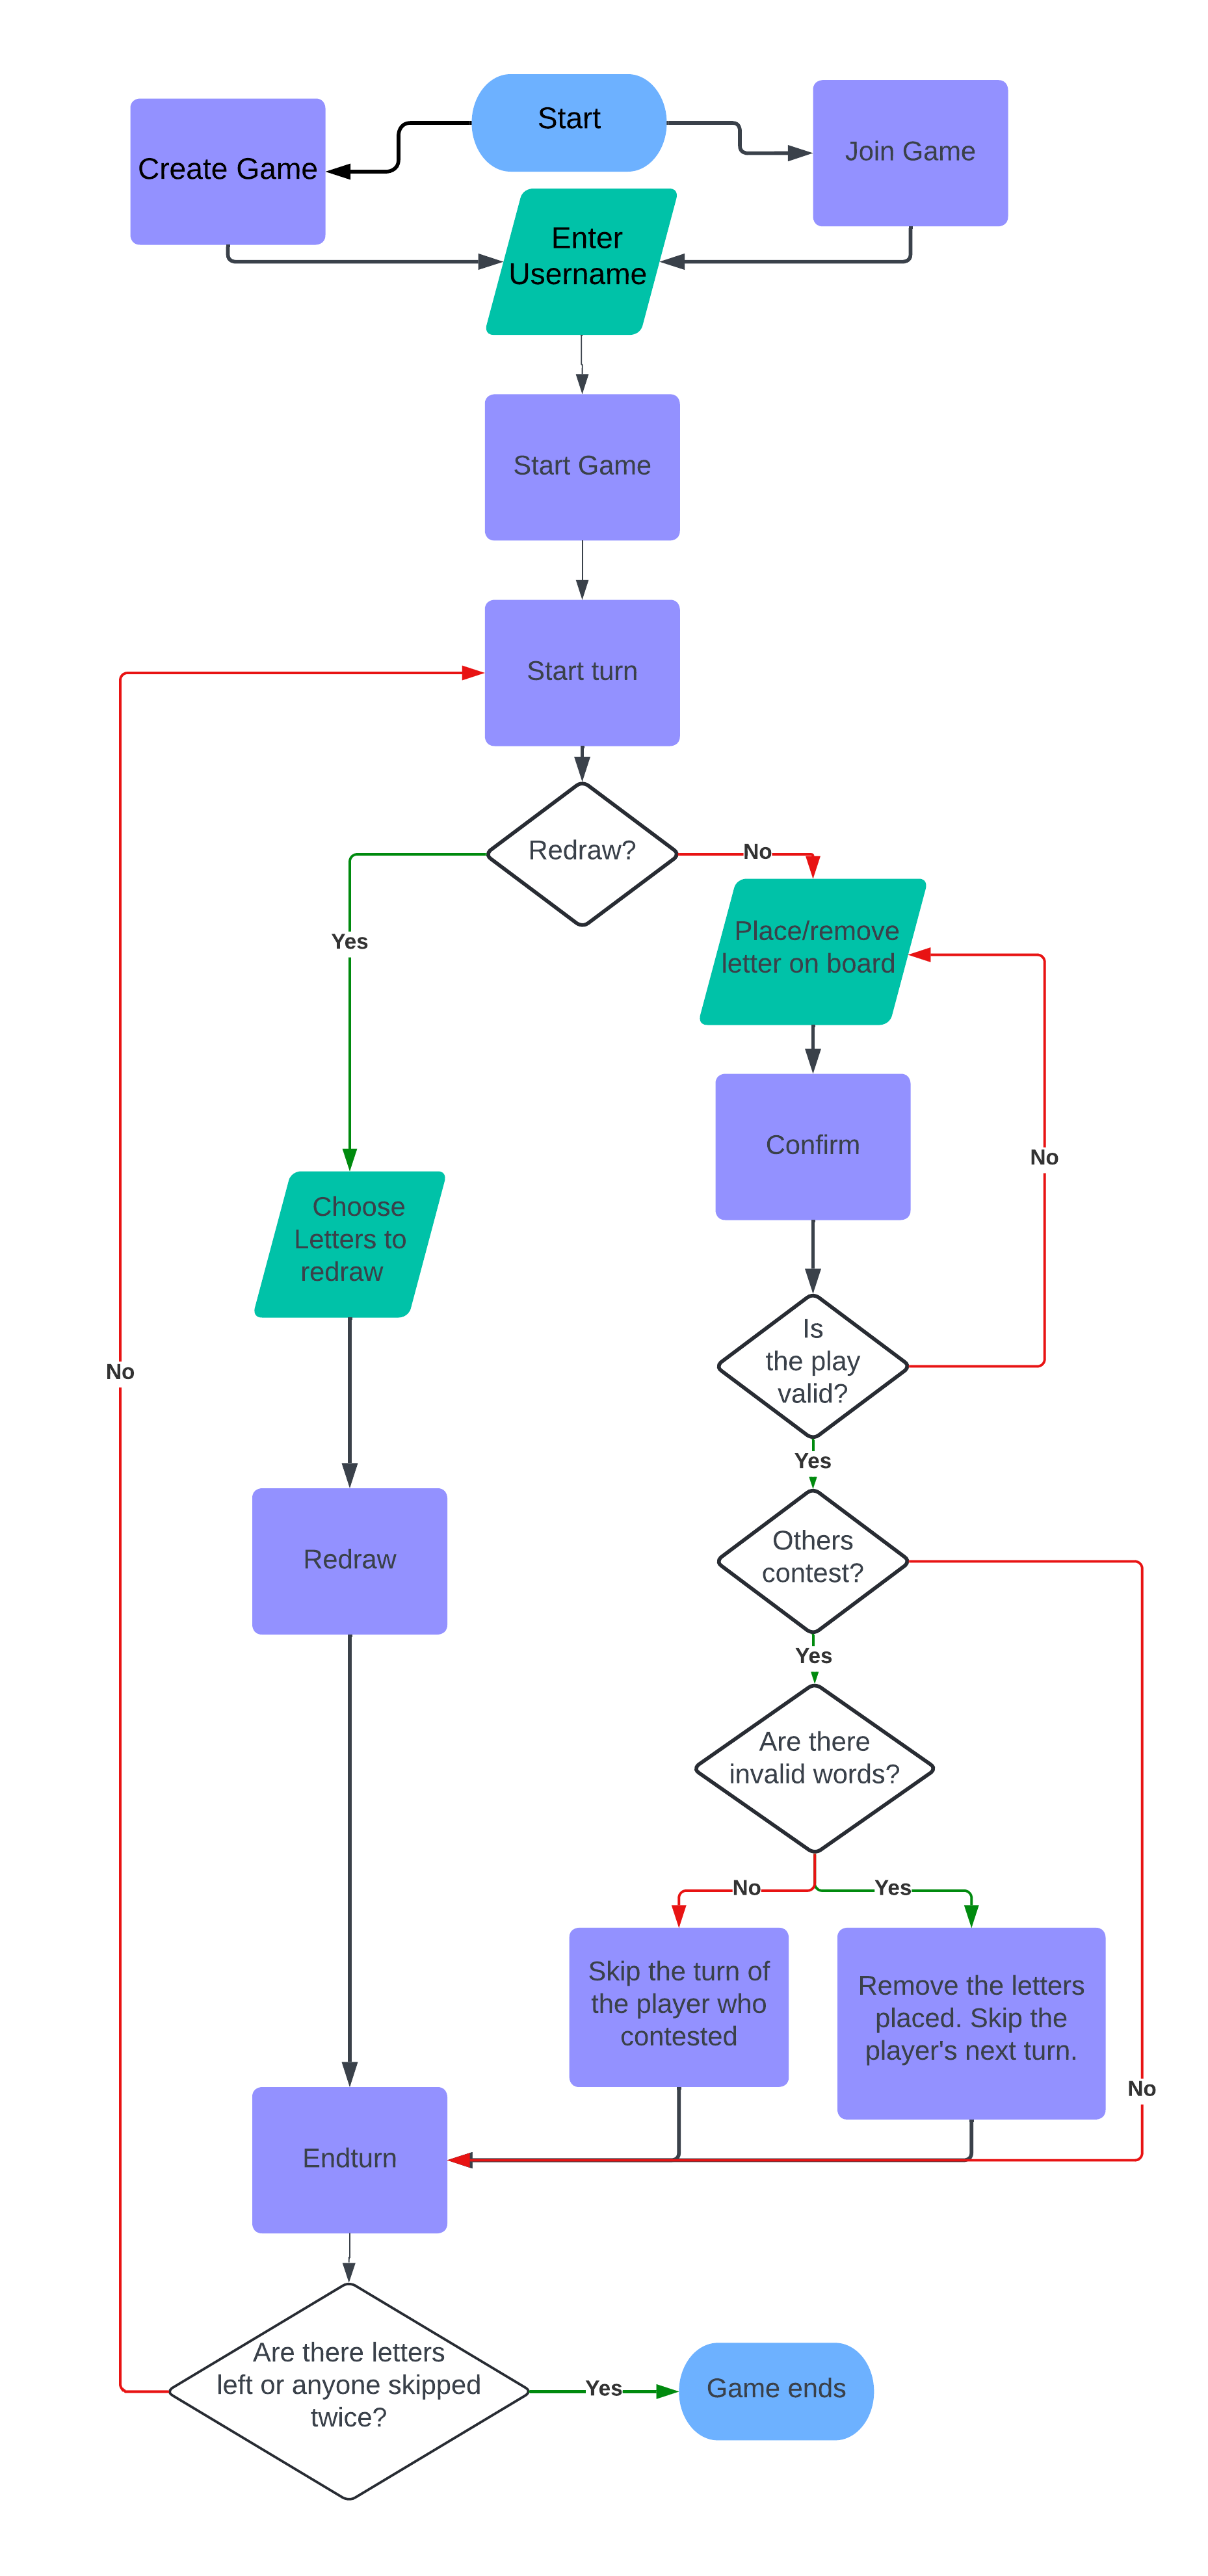 Start
Create Game
Join Game
Enter
Username
Start Game
Start turn
Redraw?
No
Yes
Place/remove
letter on board
Confirm
No
Choose
Letters to
redraw
Is
the play
valid?
No
Yes
Others
contest?
Redraw
Yes
Are there
invalid words?
No
Yes
Skip the turn of
the player who
contested
Remove the letters
placed. Skip the
player's next turn.
No
Endturn
Are there letters
left or anyone skipped
twice?
Yes
Game ends